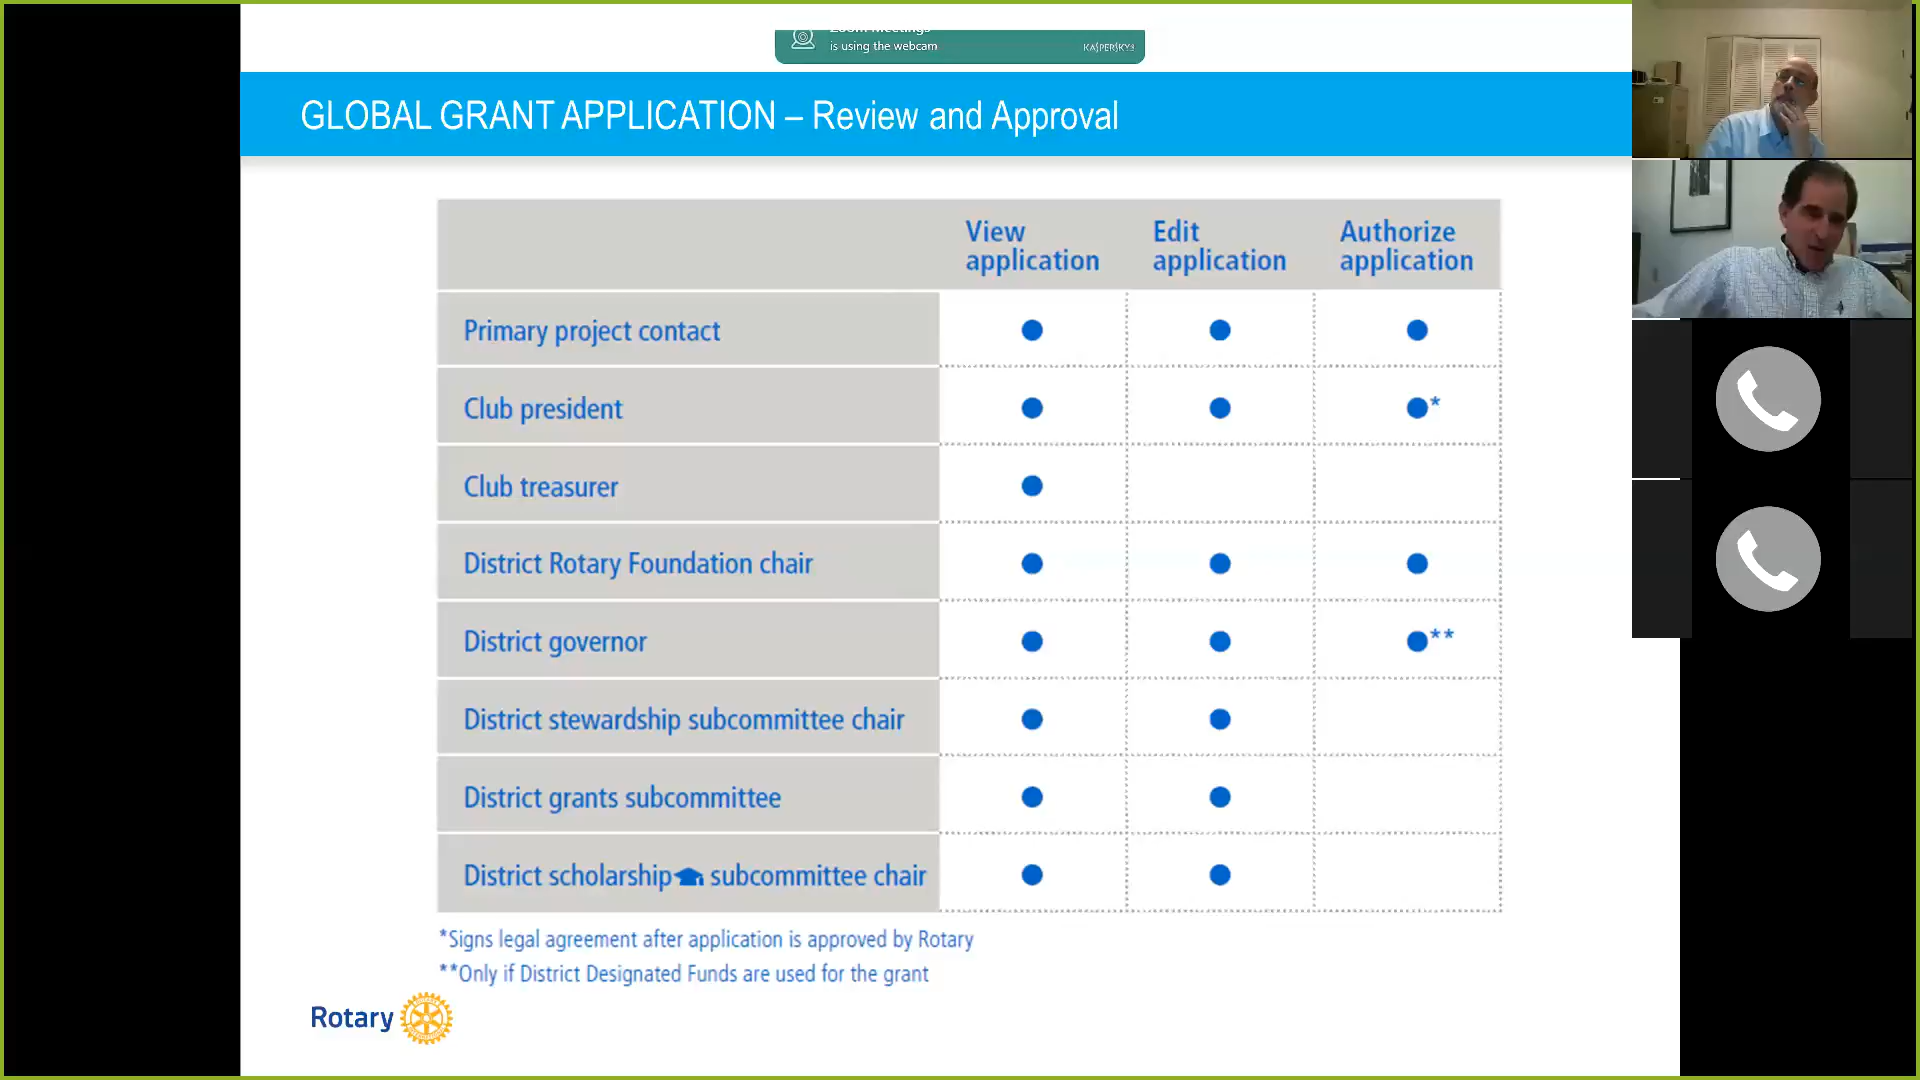 Zoom Meetings
is using the webcam
KASPERSKY
GLOBAL GRANT APPLICATION – Review and Approval
View application
Edit application
Authorize application
Primary project contact
Club president
*
Club treasurer
District Rotary Foundation chair
District governor
**
District stewardship subcommittee chair
District grants subcommittee
District scholarship subcommittee chair
*Signs legal agreement after application is approved by Rotary
**Only if District Designated Funds are used for the grant
Rotary